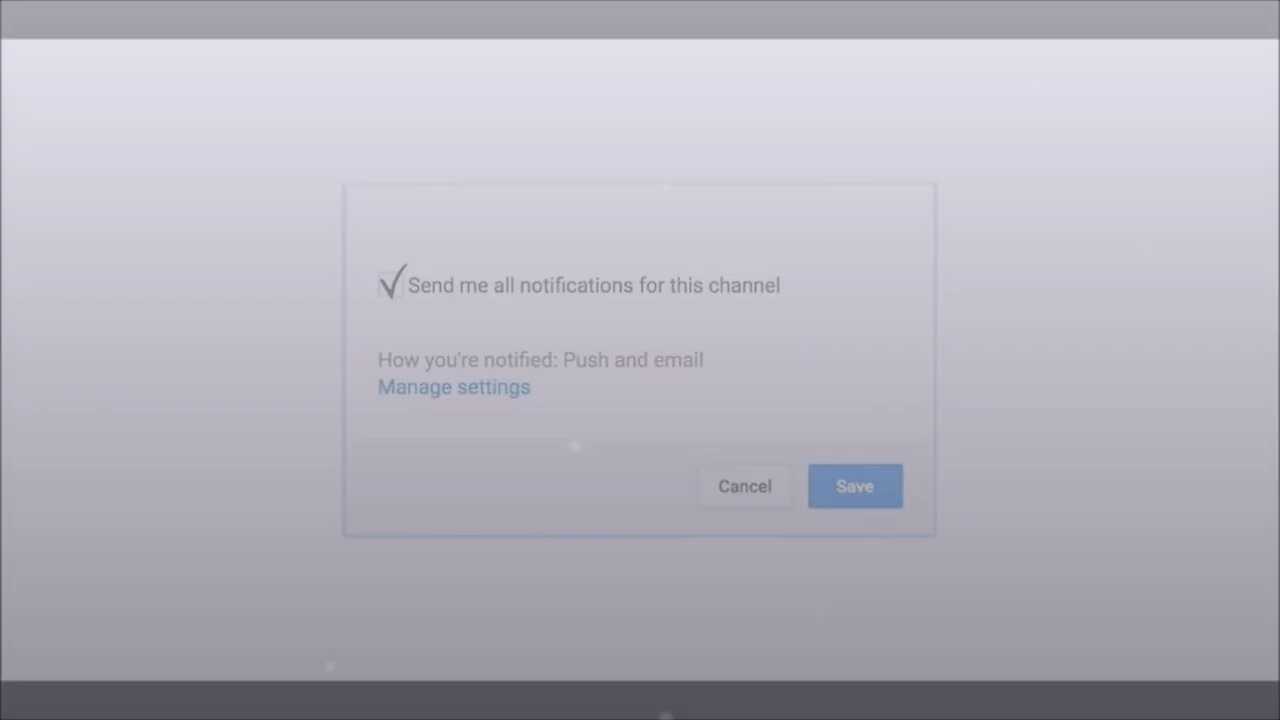 Send me all notifications for this channel
How you're notified: Push and email
Manage settings
Cancel Save